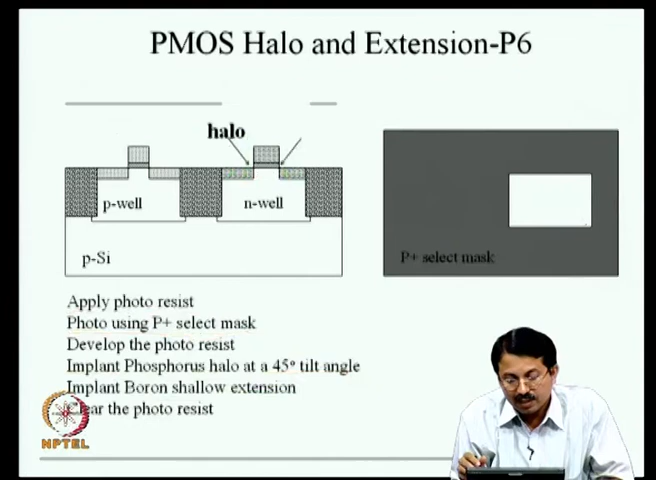 PMOS Halo and Extension-P6
halo
p-well
n-well
p-Si
P+ select mask
Apply photo resist
Photo using P+ select mask
Develop the photo resist
Implant Phosphorus halo at a 45° tilt angle
Implant Boron shallow extension
Clear the photo resist
NPTEL